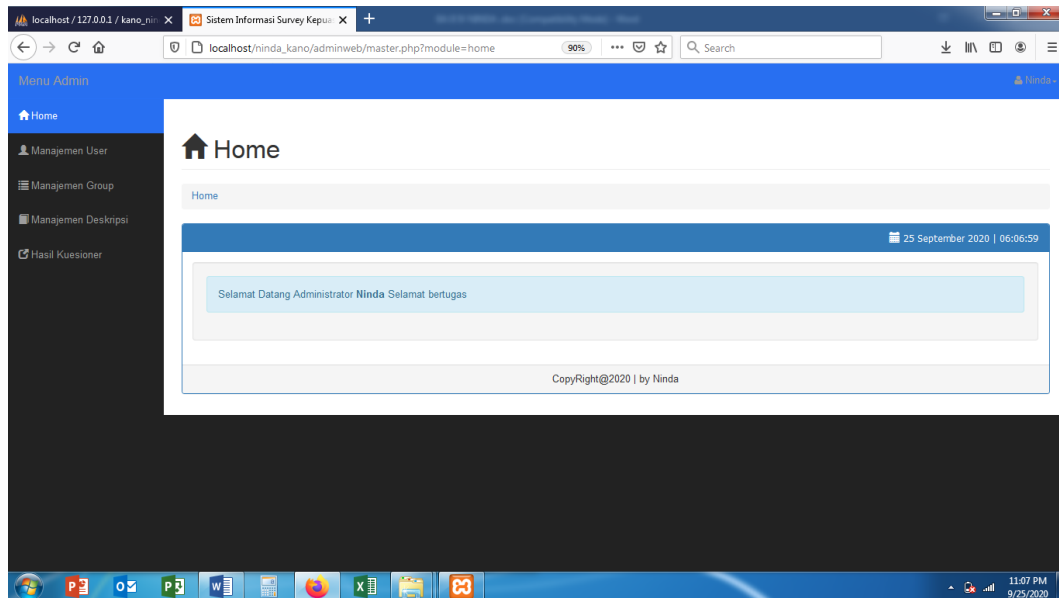 localhost / 127.0.0.1 / kano_nin
Sistem Informasi Survey Kepua
localhost/ninda_kano/adminweb/master.php?module=home
90%
Search
Menu Admin
Ninda
Home
Manajemen User
Manajemen Group
Manajemen Deskripsi
Hasil Kuesioner
Home
Home
25 September 2020 | 06:06:59
Selamat Datang Administrator Ninda Selamat bertugas
CopyRight@2020 | by Ninda
11:07 PM
9/25/2020